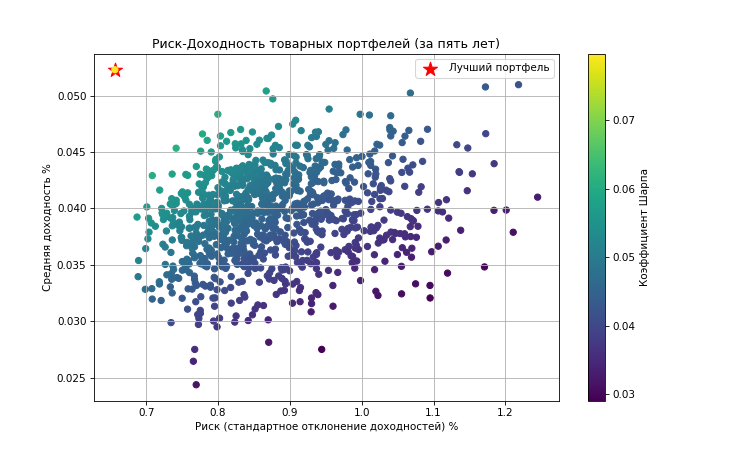 Риск-Доходность товарных портфелей (за пять лет)
Лучший портфель
0.050
0.045
0.040
0.035
0.030
0.025
Средняя доходность %
0.7 0.8 0.9 1.0 1.1 1.2
Риск (стандартное отклонение доходностей) %
0.07
0.06
0.05
0.04
0.03
Коэффициент Шарпа